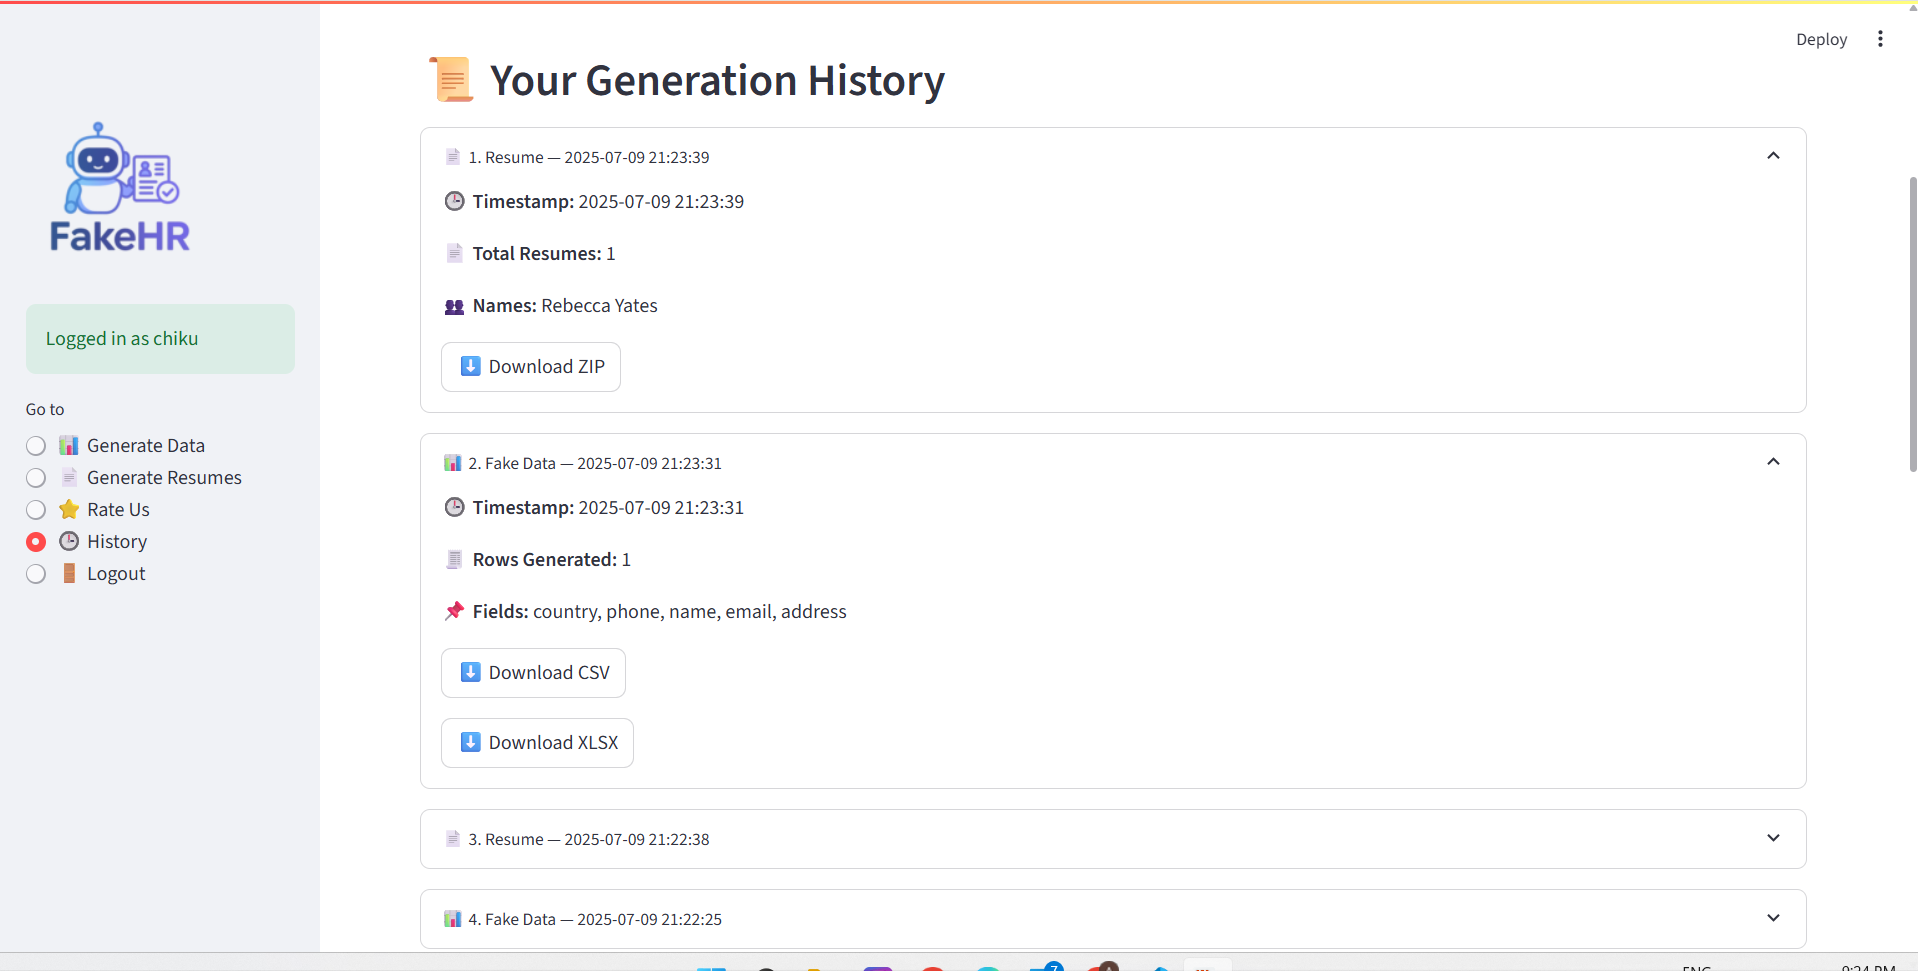 Deploy
Your Generation History
FakeHR
Logged in as chiku
Go to
Generate Data
Generate Resumes
Rate Us
History
Logout
1. Resume — 2025-07-09 21:23:39
Timestamp: 2025-07-09 21:23:39
Total Resumes: 1
Names: Rebecca Yates
Download ZIP
2. Fake Data — 2025-07-09 21:23:31
Timestamp: 2025-07-09 21:23:31
Rows Generated: 1
Fields: country, phone, name, email, address
Download CSV
Download XLSX
3. Resume — 2025-07-09 21:22:38
4. Fake Data — 2025-07-09 21:22:25
7